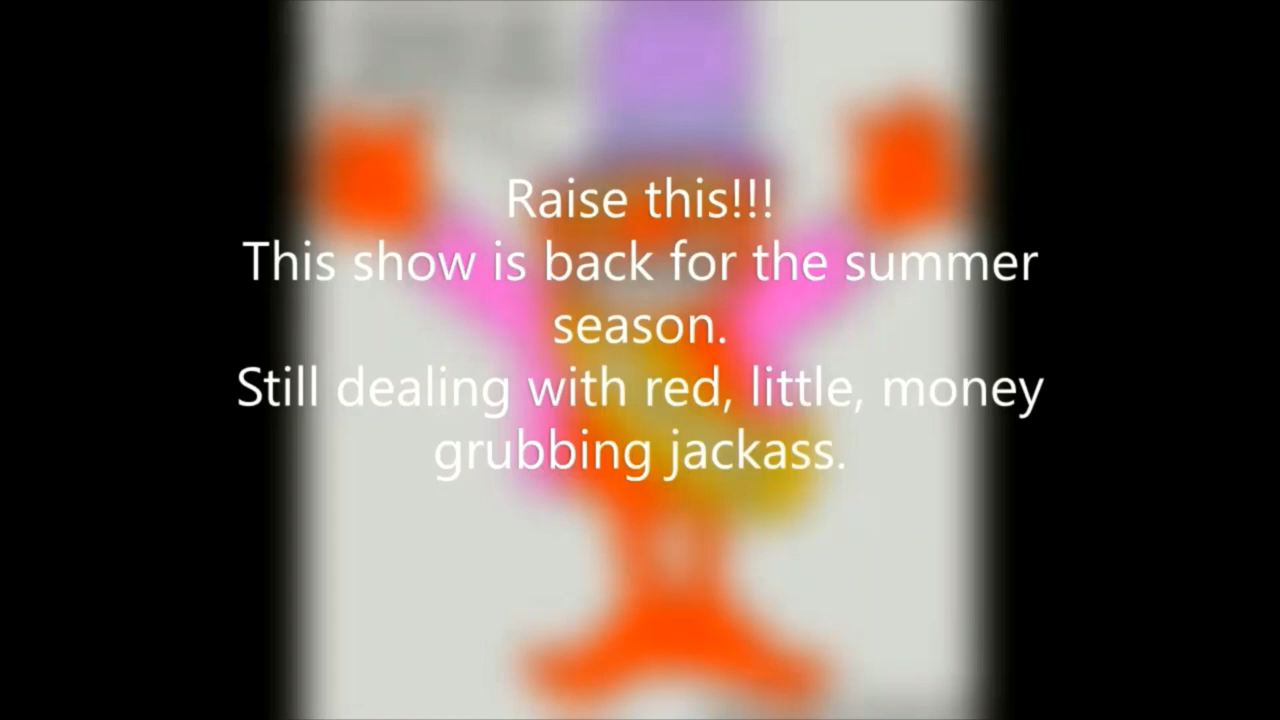 Raise this!!!
This show is back for the summer
season.
Still dealing with red, little, money
grubbing jackass.